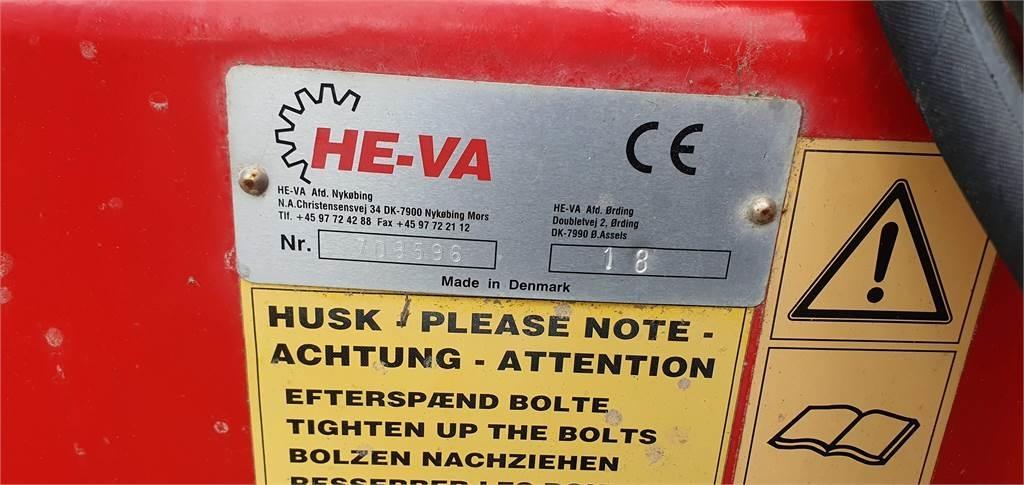 HE-VA
CE
HE-VA Afd. Nykøbing
N.A.Christensensvej 34 DK-7900 Nykøbing Mors
Tlf. +45 97 72 42 88 Fax +45 97 72 21 12
HE-VA Afd. Ørding
Doubletvej 2, Ørding
DK-7990 Ø.Assels
Nr. 708596
18
Made in Denmark
HUSK - PLEASE NOTE -
ACHTUNG - ATTENTION
EFTERSPÆND BOLTE
TIGHTEN UP THE BOLTS
BOLZEN NACHZIEHEN